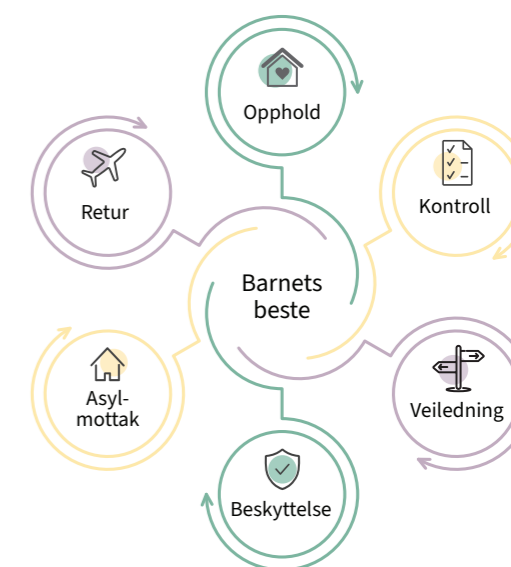 Opphold
Retur
Kontroll
Barnets
beste
Asyl-
mottak
Veiledning
Beskyttelse